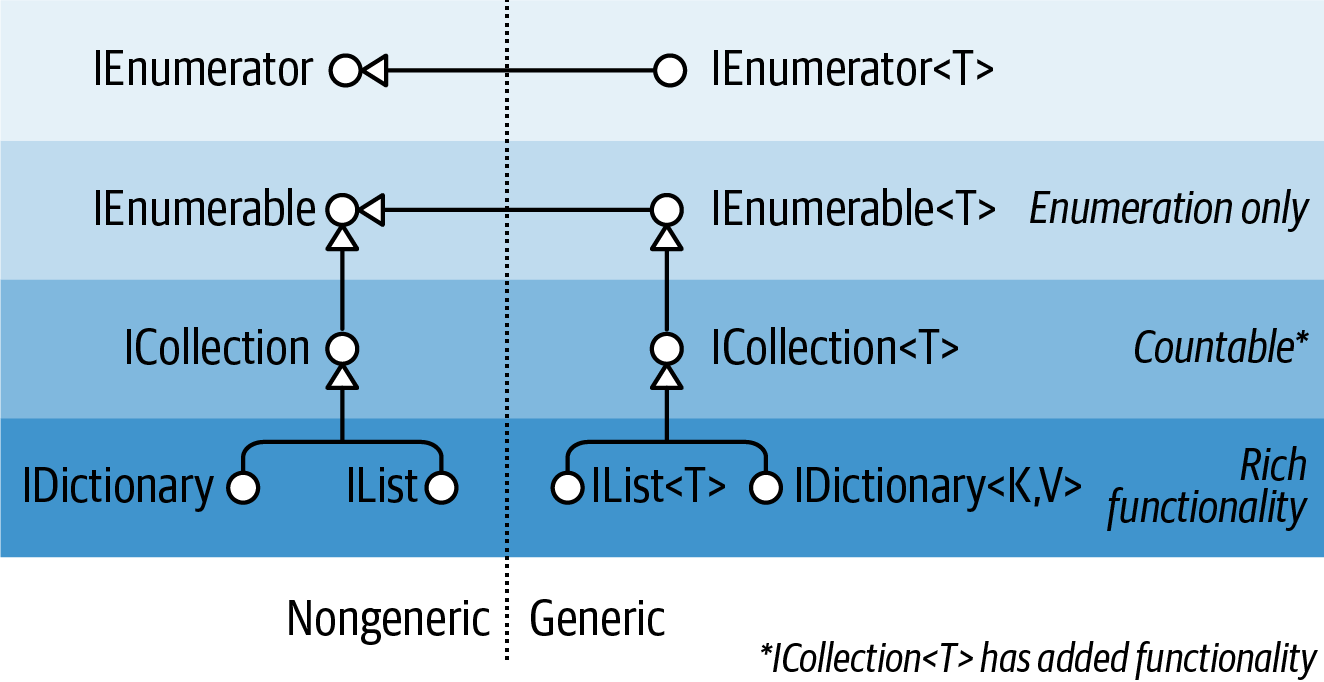 IEnumerator IEnumerator<T>
IEnumerable IEnumerable<T> Enumeration only
ICollection ICollection<T> Countable*
IDictionary IList IList<T> IDictionary<K,V> Rich
functionality
Nongeneric Generic
*ICollection<T> has added functionality